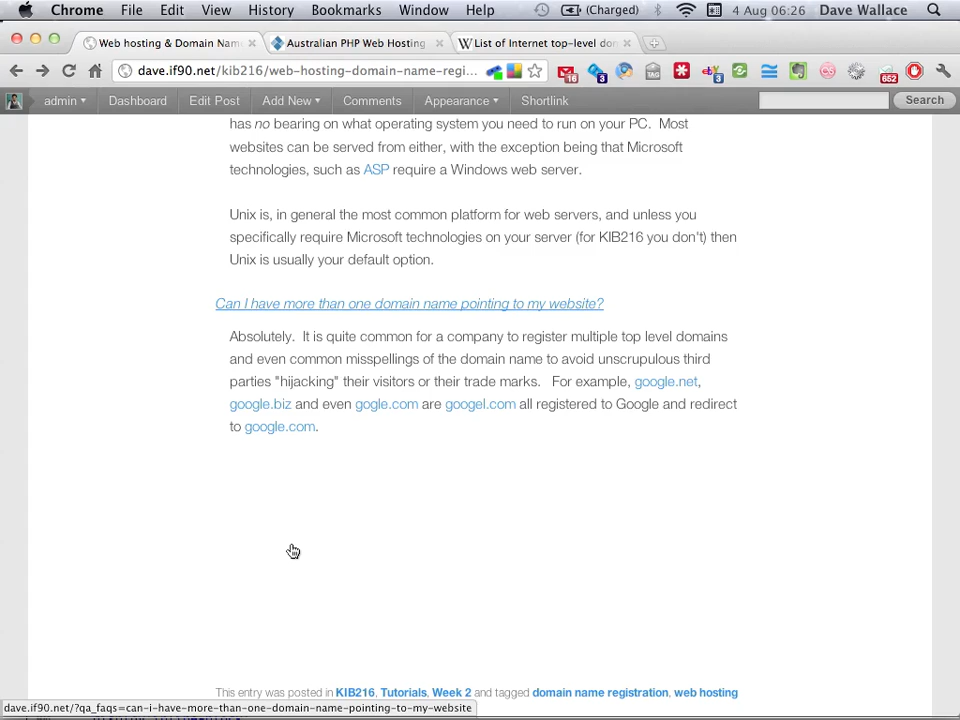 Chrome File Edit View History Bookmarks Window Help (Charged) 4 Aug 06:26 Dave Wallace
Web hosting & Domain Nam Australian PHP Web Hosting List of Internet top-level dom
dave.if90.net/kib216/web-hosting-domain-name-regi... 16 3 3 652
admin Dashboard Edit Post Add New Comments Appearance Shortlink Search
has no bearing on what operating system you need to run on your PC. Most
websites can be served from either, with the exception being that Microsoft
technologies, such as ASP require a Windows web server.
Unix is, in general the most common platform for web servers, and unless you
specifically require Microsoft technologies on your server (for KIB216 you don't) then
Unix is usually your default option.
Can I have more than one domain name pointing to my website?
Absolutely. It is quite common for a company to register multiple top level domains
and even common misspellings of the domain name to avoid unscrupulous third
parties "hijacking" their visitors or their trade marks. For example, google.net,
google.biz and even gogle.com are googel.com all registered to Google and redirect
to google.com.
This entry was posted in KIB216, Tutorials, Week 2 and tagged domain name registration, web hosting
dave.if90.net/?qa_faqs=can-i-have-more-than-one-domain-name-pointing-to-my-website